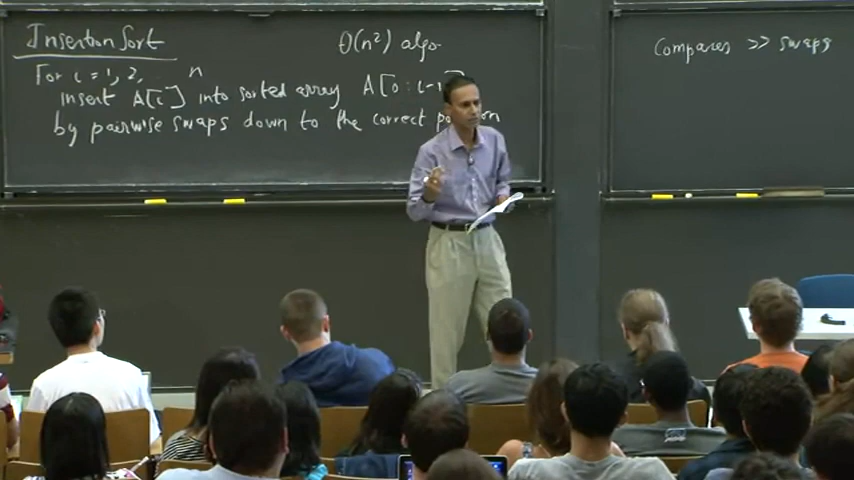 Insertion Sort
Θ(n²) algo
For i = 1, 2, n
insert A[i] into sorted array A[0 : i-1
by pairwise swaps down to the correct
Compares >> swaps